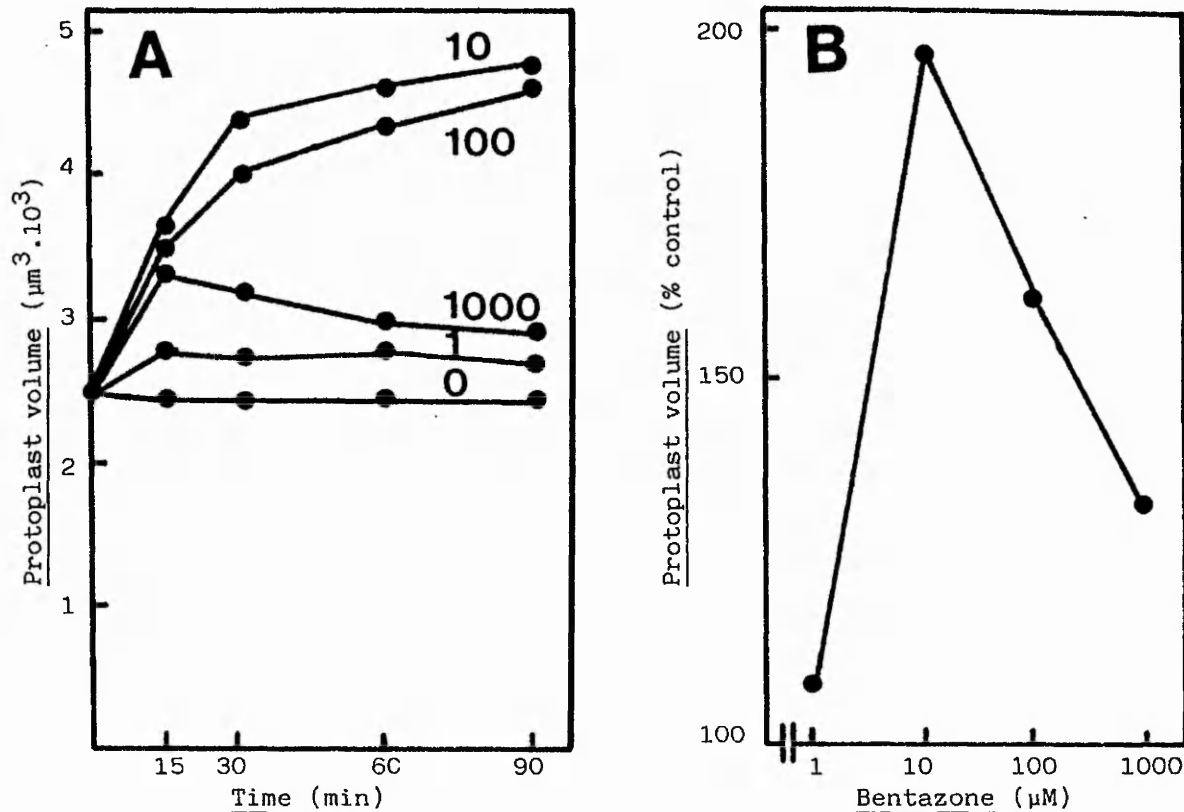 A
5
4
3
2
1
Protoplast volume (μm³.10³)
10
100
1000
1
0
15 30 60 90
Time (min)
B
200
150
100
Protoplast volume (% control)
1 10 100 1000
Bentazone (μM)